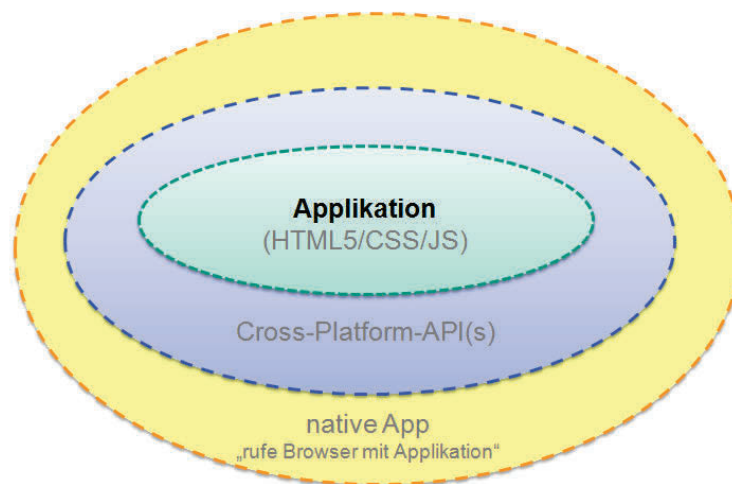 Applikation
(HTML5/CSS/JS)
Cross-Platform-API(s)
native App
„rufe Browser mit Applikation“